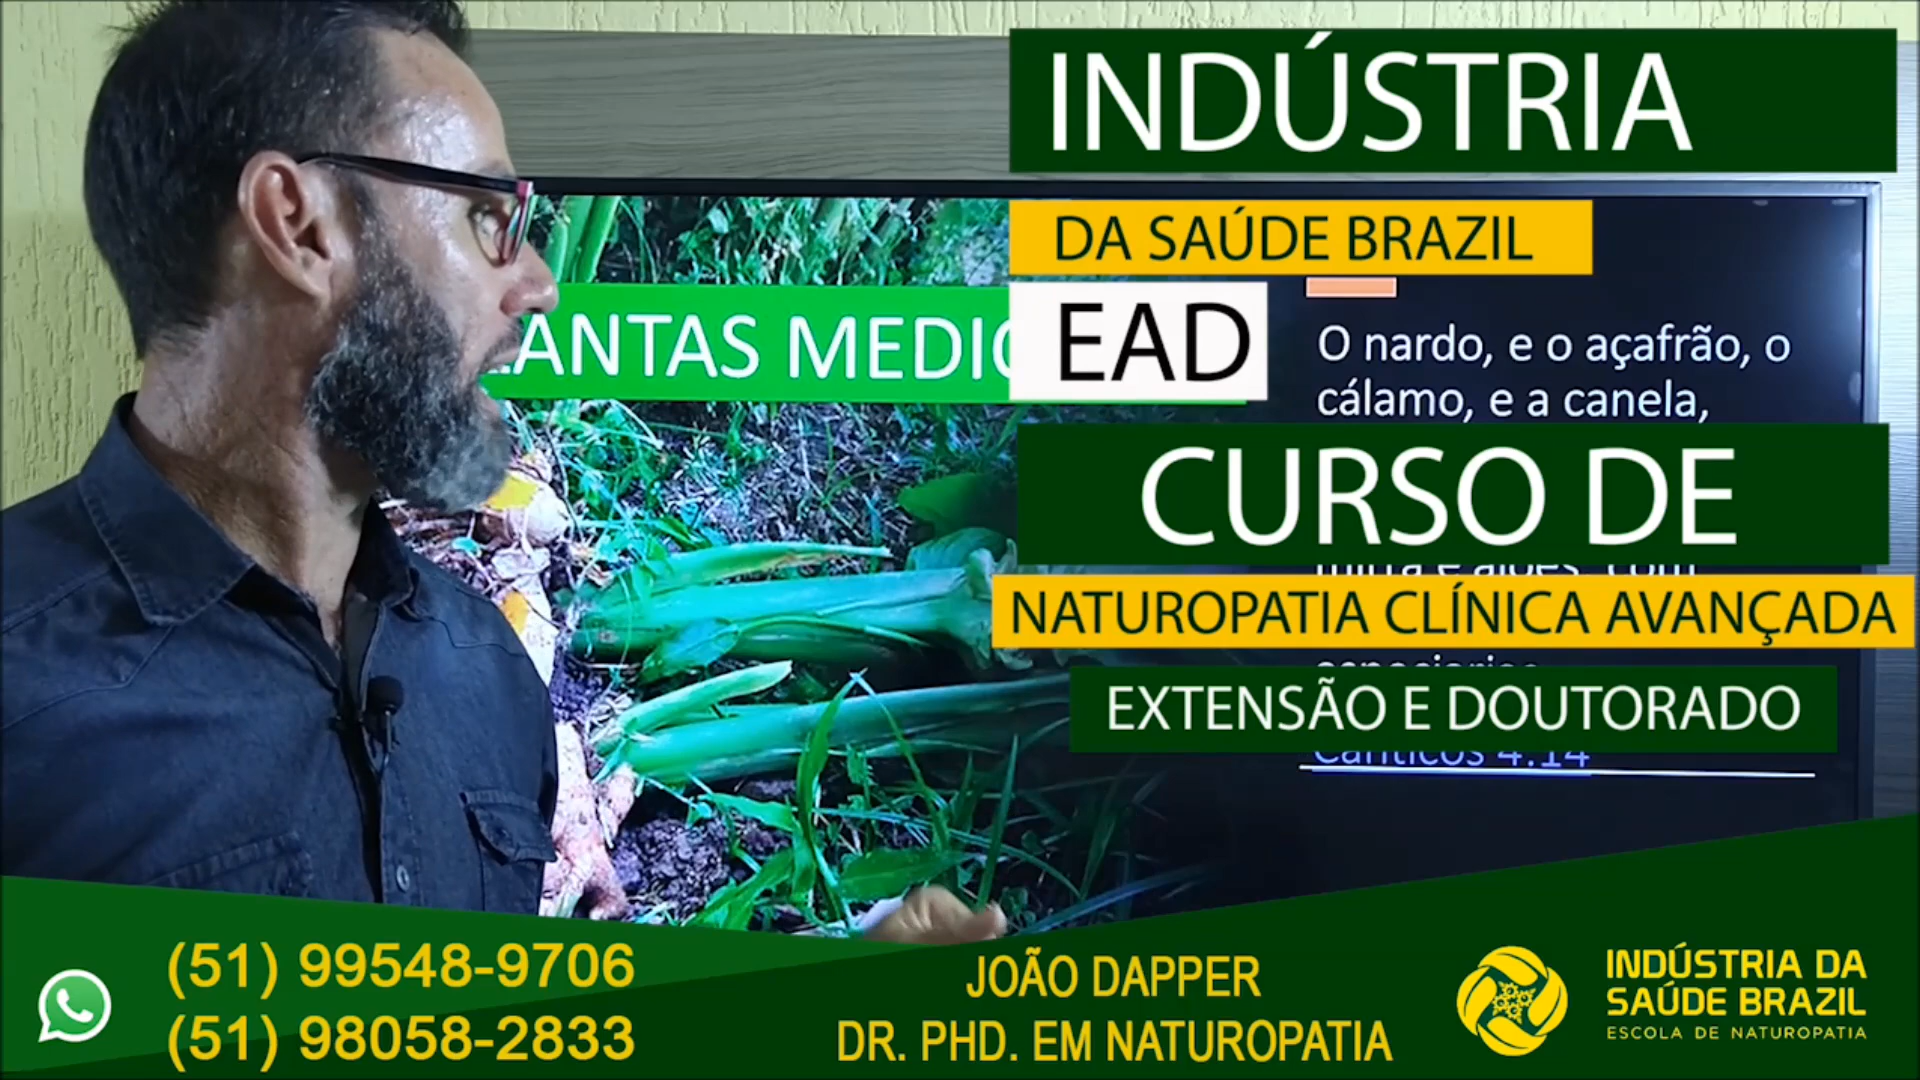 INDÚSTRIA
DA SAÚDE BRAZIL
EAD
LANTAS MEDIC
O nardo, e o açafrão, o
cálamo, e a canela,
CURSO DE
NATUROPATIA CLÍNICA AVANÇADA
EXTENSÃO E DOUTORADO
Cânticos 4:14
(51) 99548-9706
(51) 98058-2833
JOÃO DAPPER
DR. PHD. EM NATUROPATIA
INDÚSTRIA DA
SAÚDE BRAZIL
ESCOLA DE NATUROPATIA